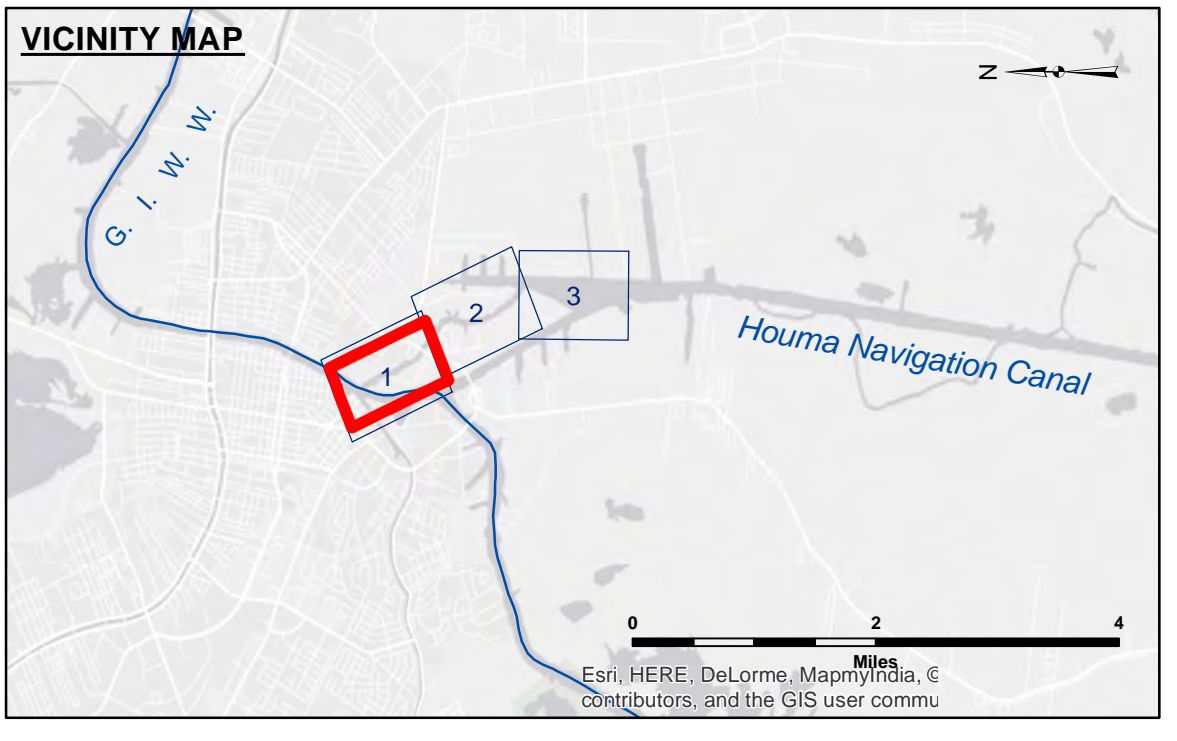 VICINITY MAP
N
G. I. W. W.
1
2
3
Houma Navigation Canal
0 2 4
Miles
Esri, HERE, DeLorme, MapmyIndia, ©
contributors, and the GIS user commu